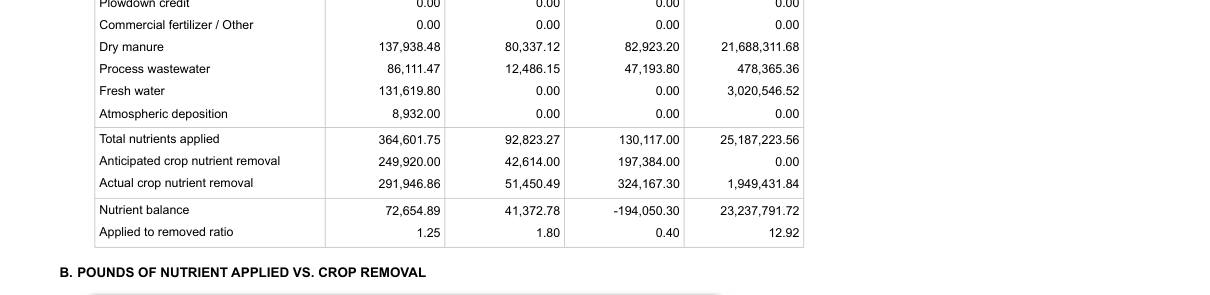 Plowdown credit 0.00 0.00 0.00 0.00
Commercial fertilizer / Other 0.00 0.00 0.00 0.00
Dry manure 137,938.48 80,337.12 82,923.20 21,688,311.68
Process wastewater 86,111.47 12,486.15 47,193.80 478,365.36
Fresh water 131,619.80 0.00 0.00 3,020,546.52
Atmospheric deposition 8,932.00 0.00 0.00 0.00
Total nutrients applied 364,601.75 92,823.27 130,117.00 25,187,223.56
Anticipated crop nutrient removal 249,920.00 42,614.00 197,384.00 0.00
Actual crop nutrient removal 291,946.86 51,450.49 324,167.30 1,949,431.84
Nutrient balance 72,654.89 41,372.78 -194,050.30 23,237,791.72
Applied to removed ratio 1.25 1.80 0.40 12.92
B. POUNDS OF NUTRIENT APPLIED VS. CROP REMOVAL